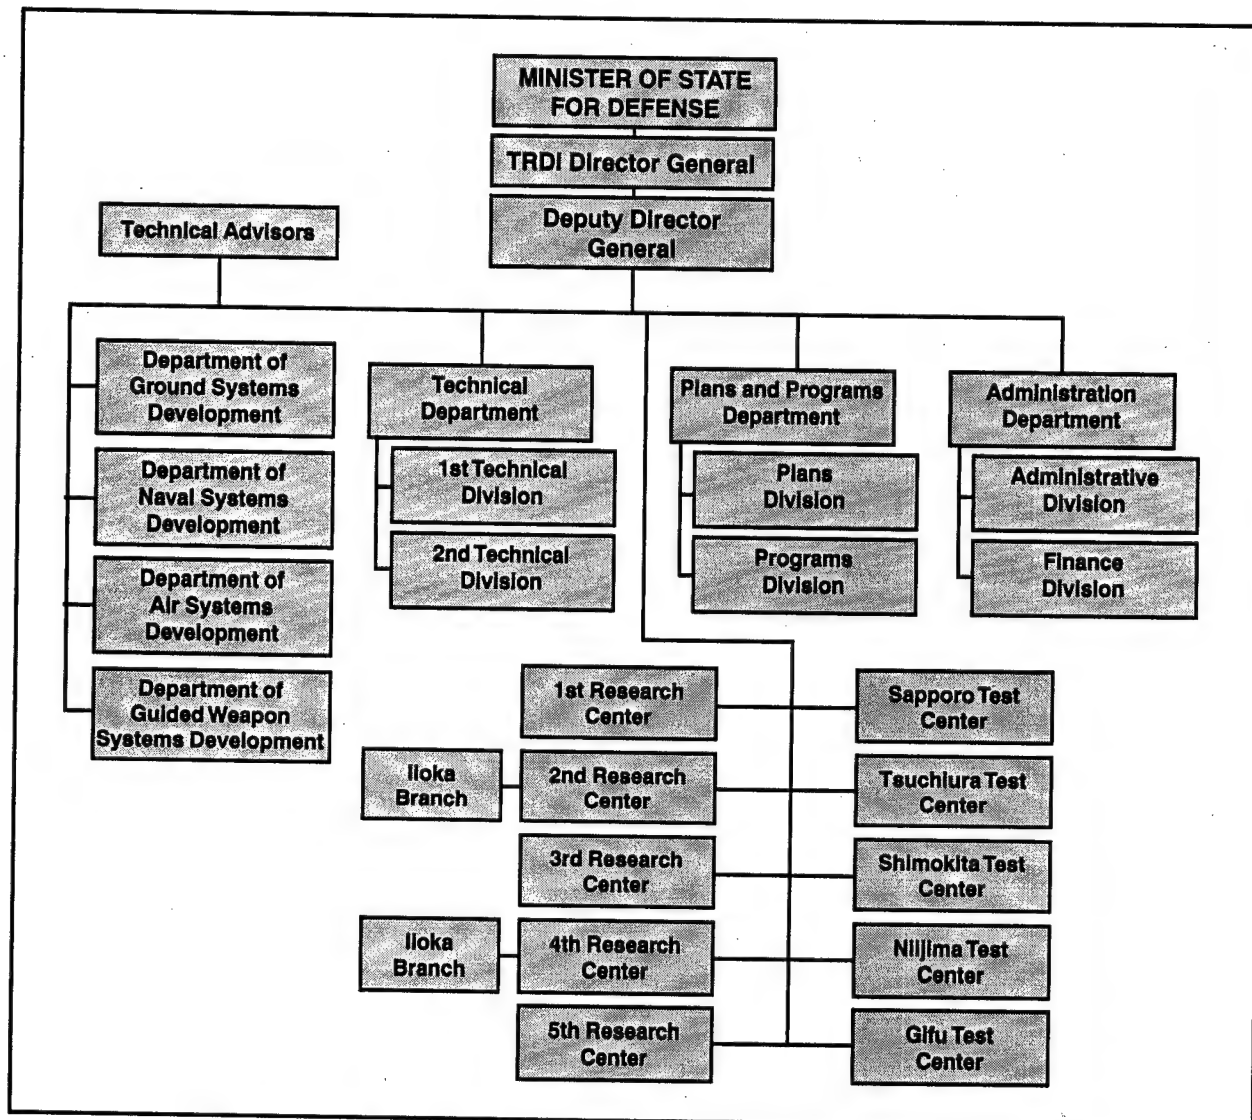 MINISTER OF STATE
FOR DEFENSE
TRDI Director General
Deputy Director
General
Technical Advisors
Department of
Ground Systems
Development
Department of
Naval Systems
Development
Department of
Air Systems
Development
Department of
Guided Weapon
Systems Development
Technical
Department
1st Technical
Division
2nd Technical
Division
Plans and Programs
Department
Plans
Division
Programs
Division
Administration
Department
Administrative
Division
Finance
Division
1st Research
Center
Sapporo Test
Center
Iioka
Branch
2nd Research
Center
Tsuchiura Test
Center
3rd Research
Center
Shimokita Test
Center
Iioka
Branch
4th Research
Center
Niijima Test
Center
5th Research
Center
Gifu Test
Center